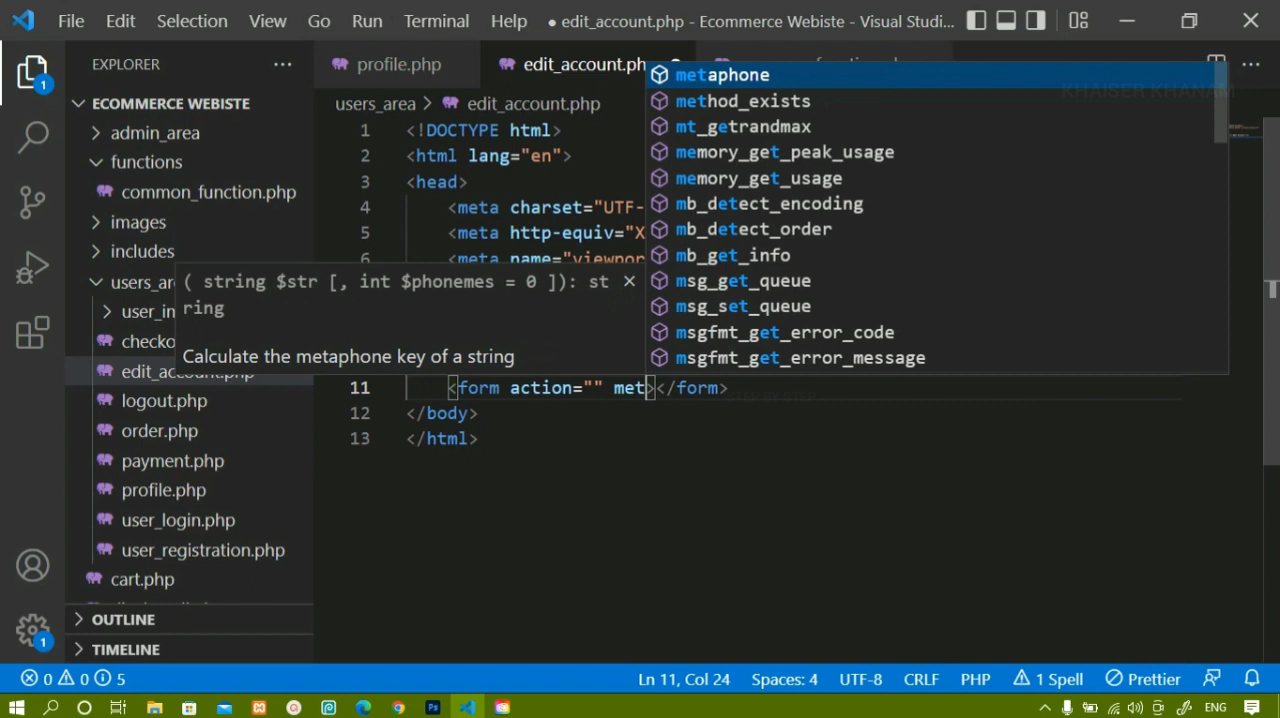 File Edit Selection View Go Run Terminal Help ● edit_account.php - Ecommerce Webiste - Visual Studi...
EXPLORER ...
profile.php edit_account.ph
ECOMMERCE WEBISTE
admin_area
functions
common_function.php
images
includes
users_ar
user_in
checko
edit_account.php
logout.php
order.php
payment.php
profile.php
user_login.php
user_registration.php
cart.php
OUTLINE
TIMELINE
users_area > edit_account.php
1 <!DOCTYPE html>
2 <html lang="en">
3 <head>
4 <meta charset="UTF-
5 <meta http-equiv="X
6 <meta name="viewpor
( string $str [, int $phonemes = 0 ]): st
ring
Calculate the metaphone key of a string
metaphone
method_exists
mt_getrandmax
memory_get_peak_usage
memory_get_usage
mb_detect_encoding
mb_detect_order
mb_get_info
msg_get_queue
msg_set_queue
msgfmt_get_error_code
msgfmt_get_error_message
KHAISER KHANAM
11 <form action="" met></form>
12 </body>
13 </html>
1
1
0 0 5 Ln 11, Col 24 Spaces: 4 UTF-8 CRLF PHP 1 Spell Prettier
Ps ENG